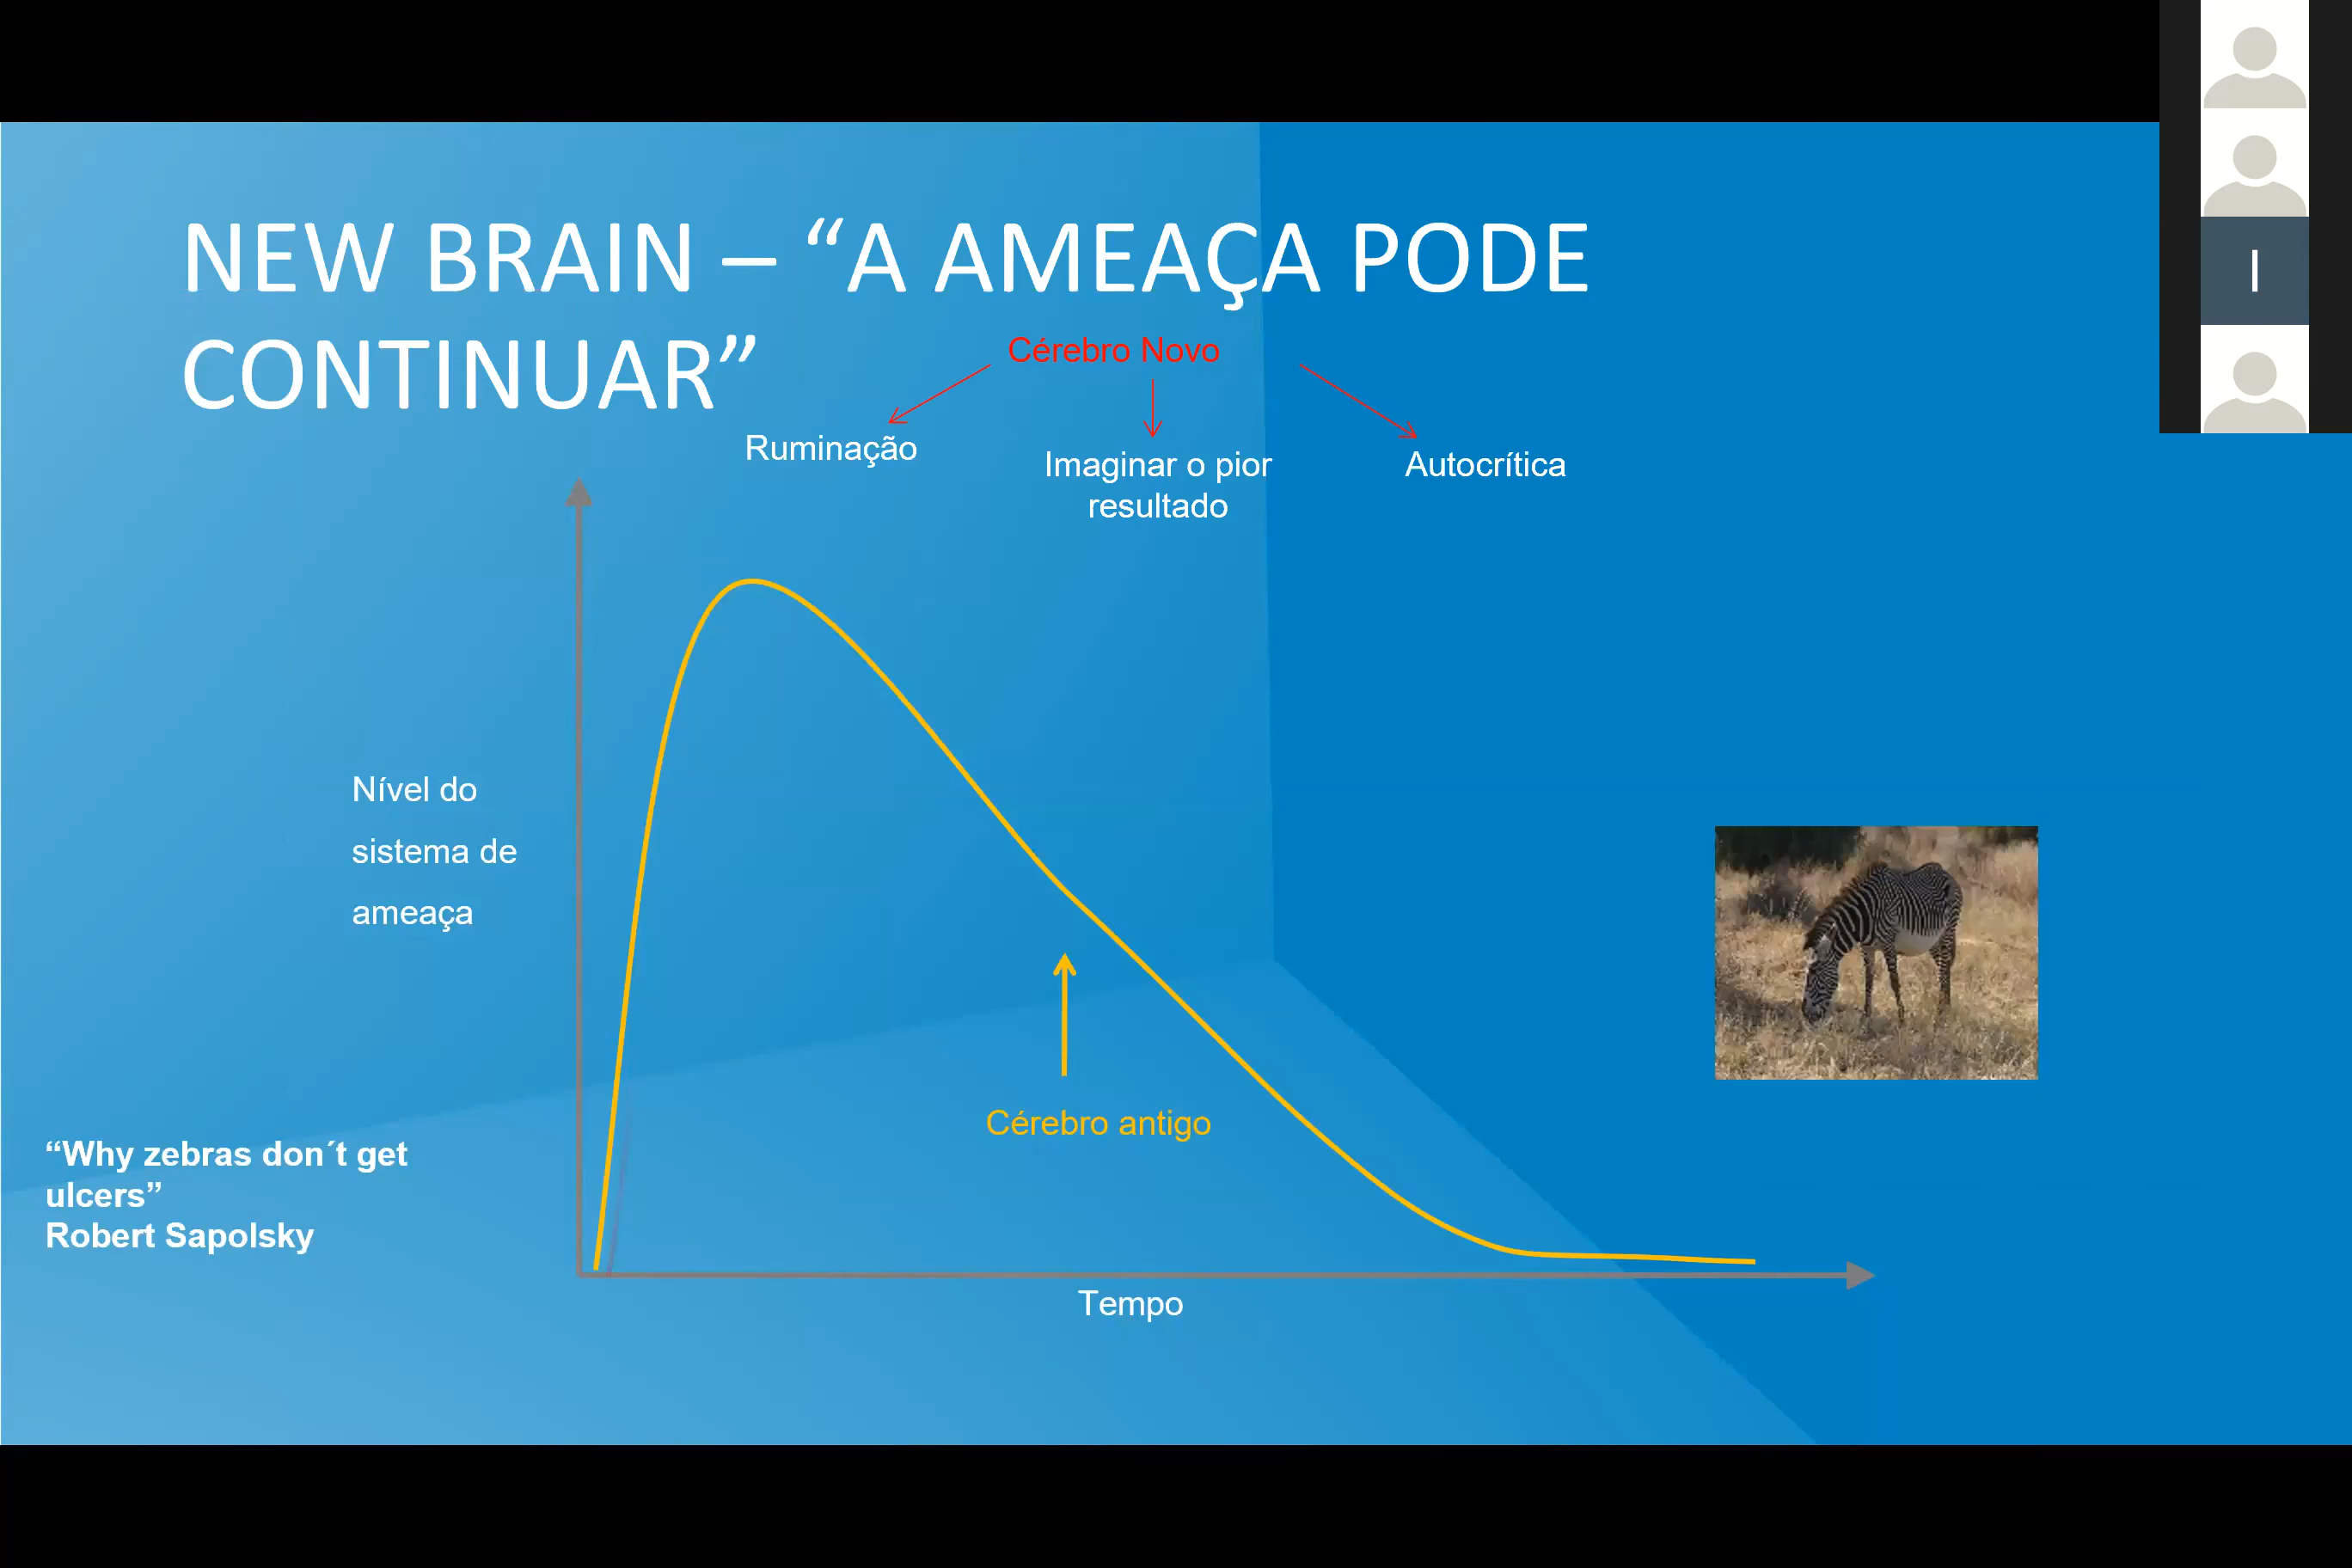 NEW BRAIN – “A AMEAÇA PODE
CONTINUAR”
Cérebro Novo
Ruminação
Imaginar o pior
resultado
Autocrítica
Nível do
sistema de
ameaça
Cérebro antigo
“Why zebras don´t get
ulcers”
Robert Sapolsky
Tempo
I